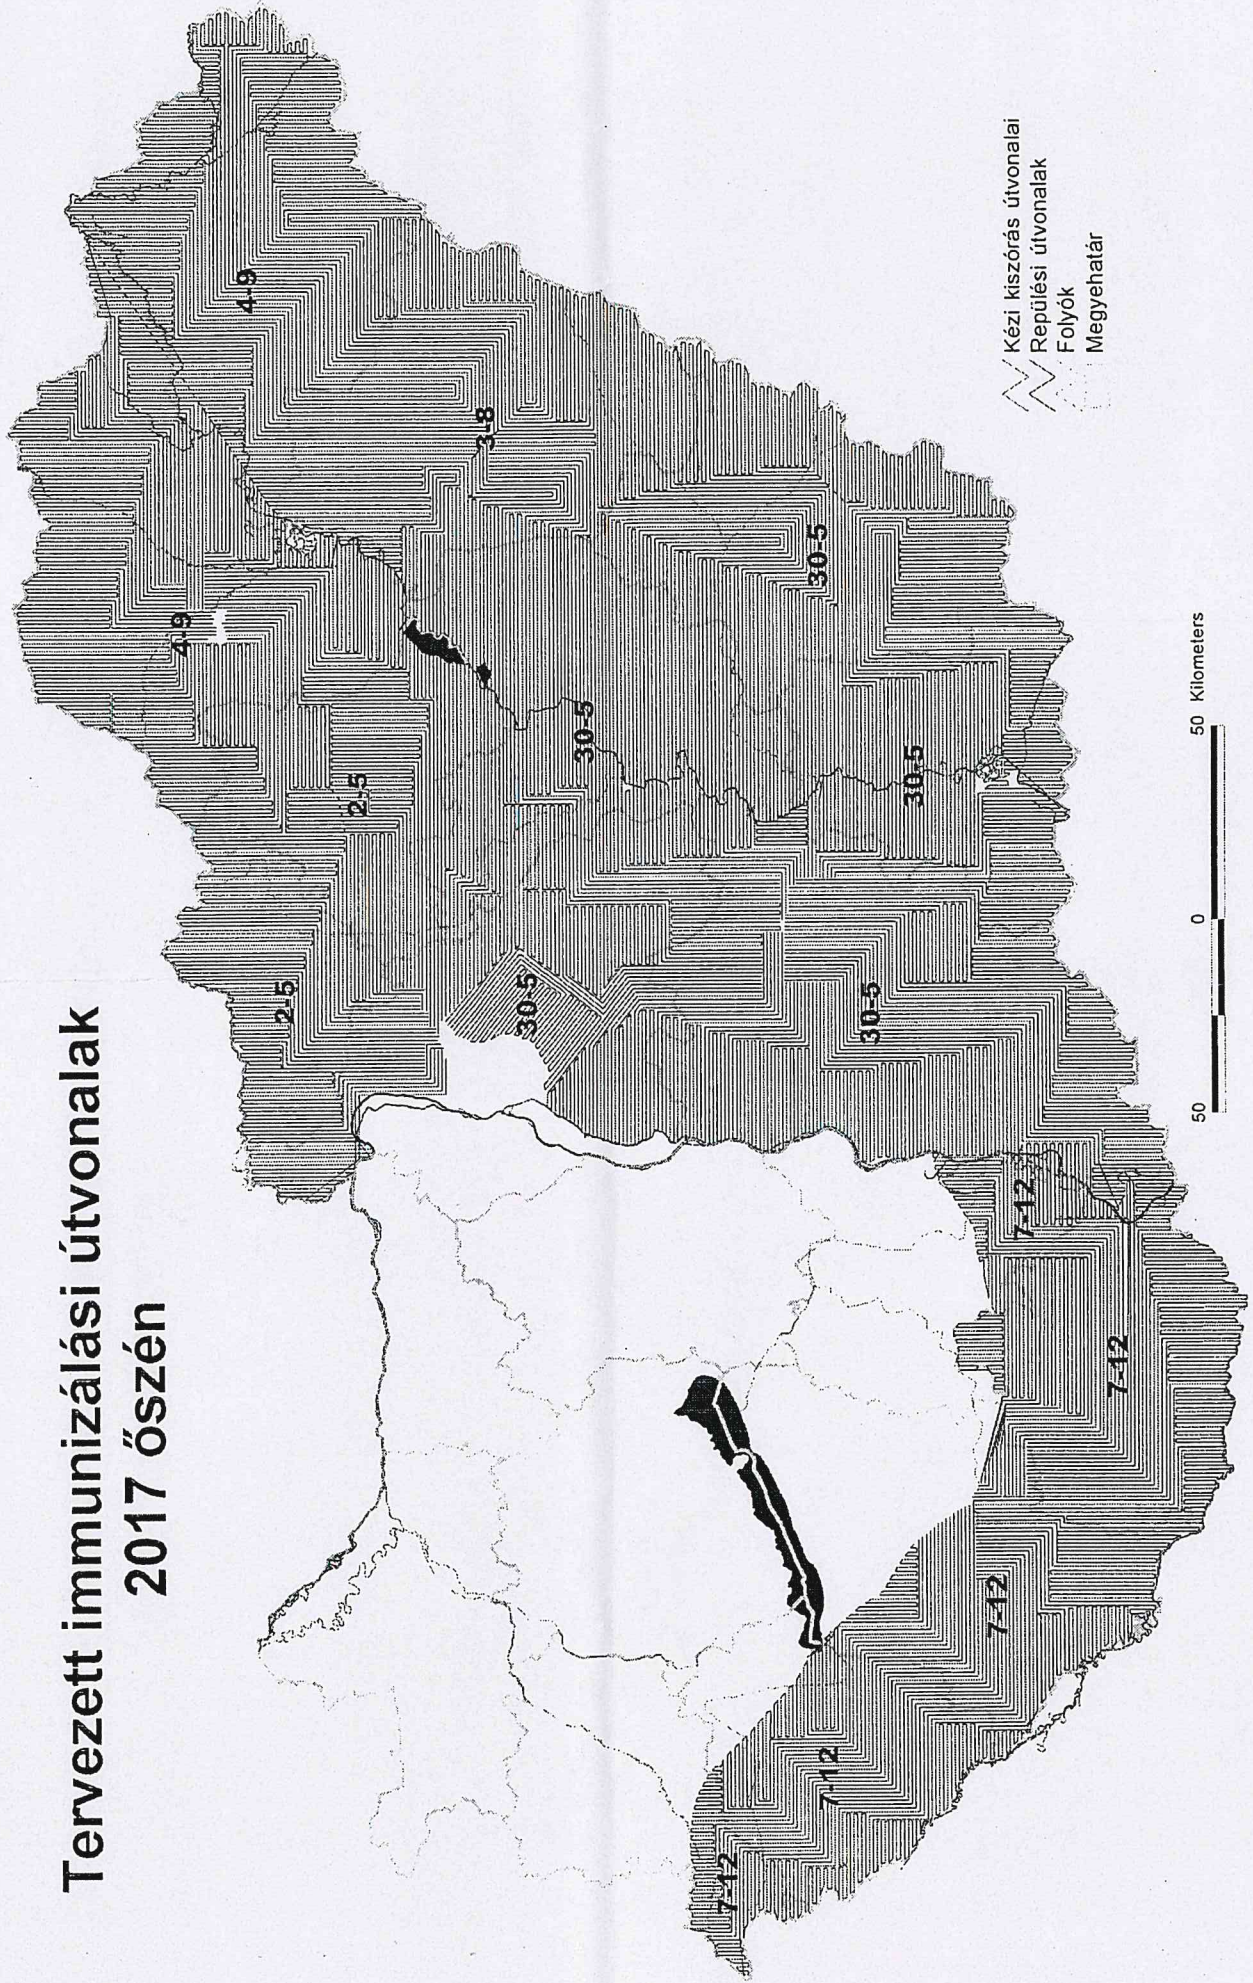 Tervezett immunizálási útvonalak
2017 őszén
4-9
4-9
3-8
2-5
2-5
30-5
30-5
30-5
30-5
30-5
7-12
7-12
7-12
7-12
7-12
50 0 50 Kilometers
Kézi kiszórás útvonalai
Repülési útvonalak
Folyók
Megyehatár